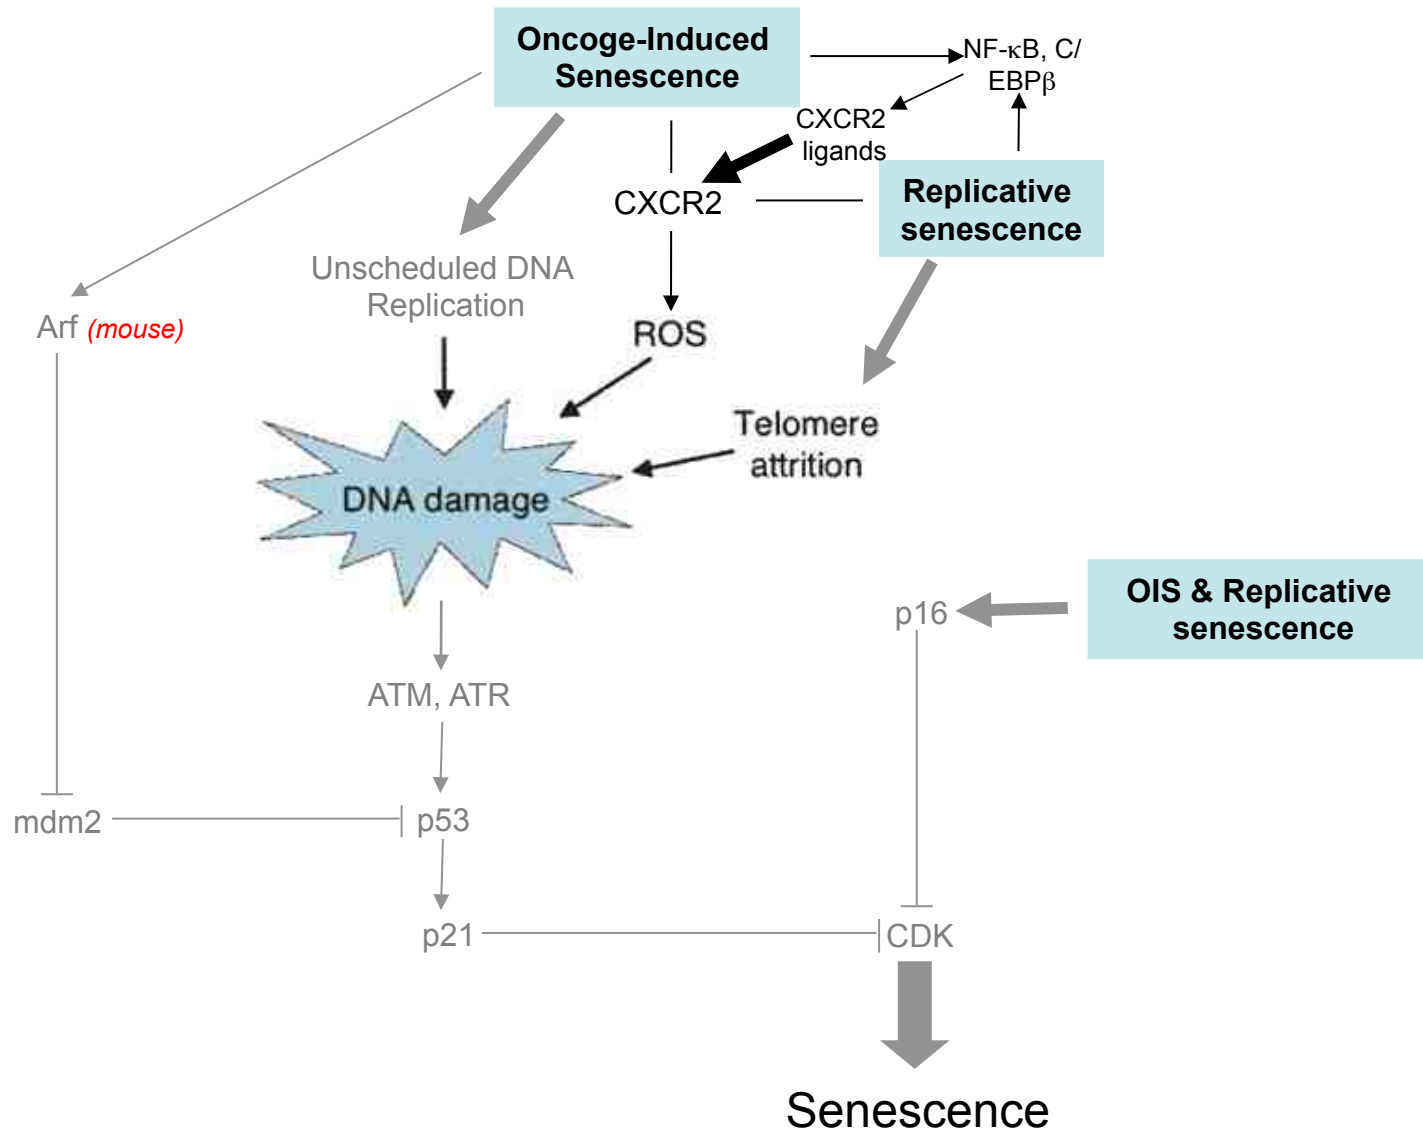 Oncoge-Induced
Senescence
NF-κB, C/
EBPβ
CXCR2
ligands
CXCR2
Replicative
senescence
Unscheduled DNA
Replication
Arf (mouse)
ROS
Telomere
attrition
DNA damage
OIS & Replicative
senescence
p16
ATM, ATR
mdm2
p53
p21
CDK
Senescence